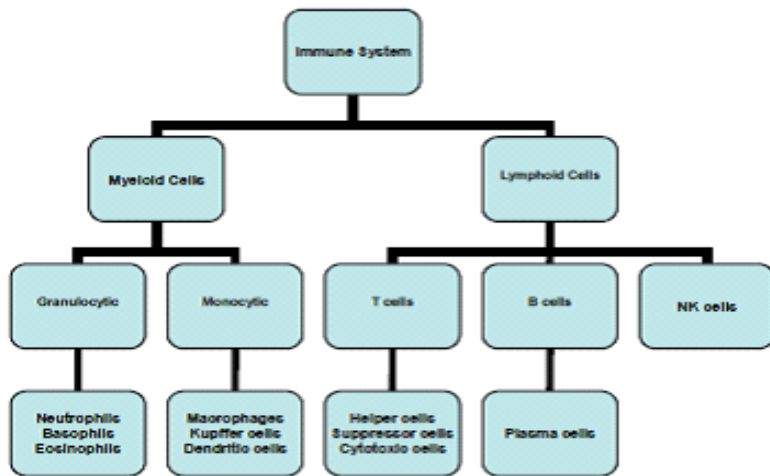 Immune System
Myeloid Cells
Lymphoid Cells
Granulocytic
Monocytic
T cells
B cells
NK cells
Neutrophils
Basophils
Eosinophils
Macrophages
Kupffer cells
Dendritic cells
Helper cells
Suppressor cells
Cytotoxic cells
Plasma cells